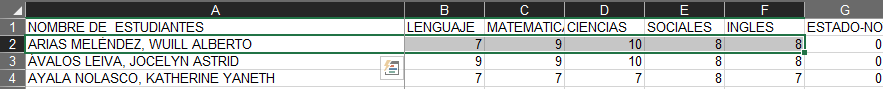 A B C D E F G
1 NOMBRE DE ESTUDIANTES LENGUAJE MATEMATICA CIENCIAS SOCIALES INGLES ESTADO-NO
2 ARIAS MELÉNDEZ, WUILL ALBERTO 7 9 10 8 8 0
3 AVALOS LEIVA, JOCELYN ASTRID 9 9 10 8 8 0
4 AYALA NOLASCO, KATHERINE YANETH 7 7 7 8 7 0